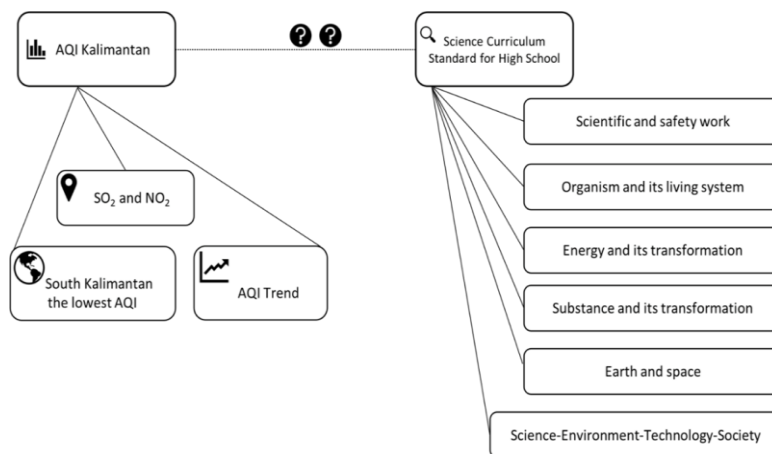 AQI Kalimantan
? ?
Science Curriculum
Standard for High School
SO₂ and NO₂
South Kalimantan
the lowest AQI
AQI Trend
Scientific and safety work
Organism and its living system
Energy and its transformation
Substance and its transformation
Earth and space
Science-Environment-Technology-Society